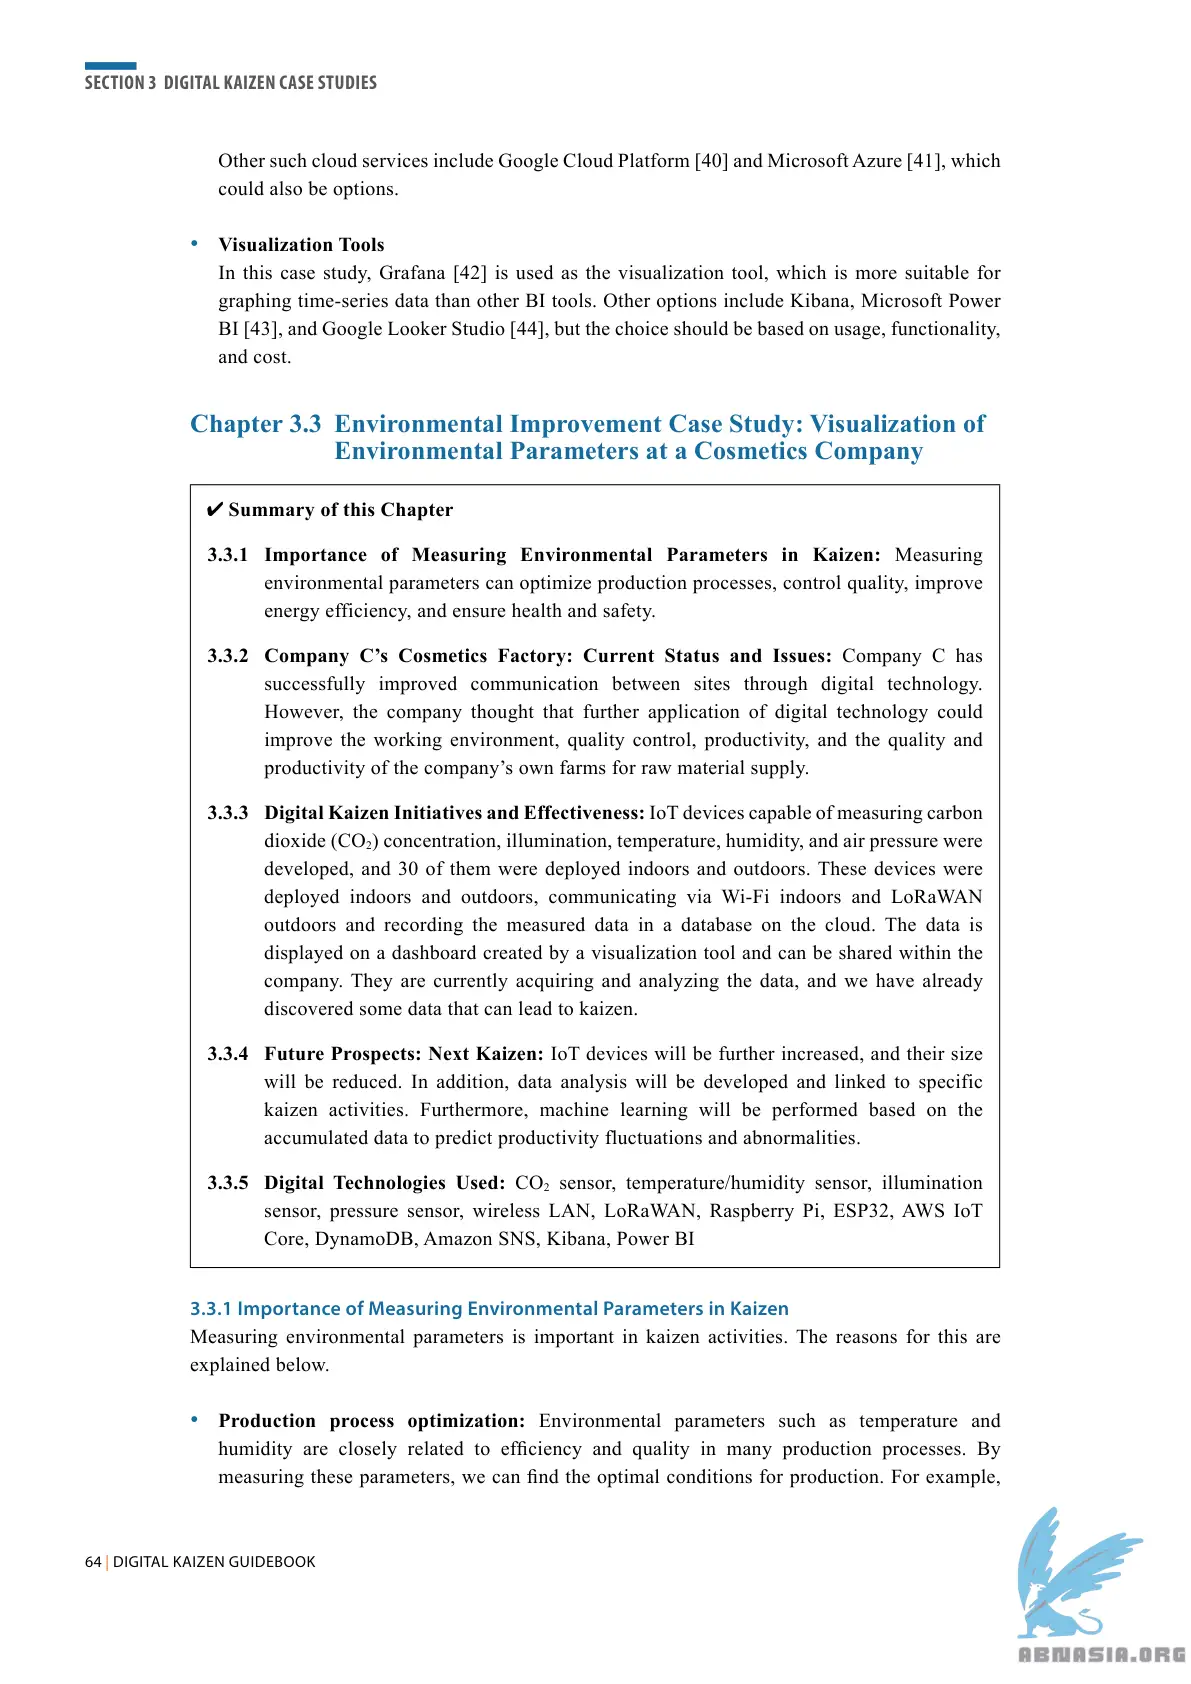 SECTION 3 DIGITAL KAIZEN CASE STUDIES
Other such cloud services include Google Cloud Platform [40] and Microsoft Azure [41], which
could also be options.
• Visualization Tools
In this case study, Grafana [42] is used as the visualization tool, which is more suitable for
graphing time-series data than other BI tools. Other options include Kibana, Microsoft Power
BI [43], and Google Looker Studio [44], but the choice should be based on usage, functionality,
and cost.
Chapter 3.3 Environmental Improvement Case Study: Visualization of
Environmental Parameters at a Cosmetics Company
✔ Summary of this Chapter
3.3.1 Importance of Measuring Environmental Parameters in Kaizen: Measuring
environmental parameters can optimize production processes, control quality, improve
energy efficiency, and ensure health and safety.
3.3.2 Company C’s Cosmetics Factory: Current Status and Issues: Company C has
successfully improved communication between sites through digital technology.
However, the company thought that further application of digital technology could
improve the working environment, quality control, productivity, and the quality and
productivity of the company’s own farms for raw material supply.
3.3.3 Digital Kaizen Initiatives and Effectiveness: IoT devices capable of measuring carbon
dioxide (CO₂) concentration, illumination, temperature, humidity, and air pressure were
developed, and 30 of them were deployed indoors and outdoors. These devices were
deployed indoors and outdoors, communicating via Wi-Fi indoors and LoRaWAN
outdoors and recording the measured data in a database on the cloud. The data is
displayed on a dashboard created by a visualization tool and can be shared within the
company. They are currently acquiring and analyzing the data, and we have already
discovered some data that can lead to kaizen.
3.3.4 Future Prospects: Next Kaizen: IoT devices will be further increased, and their size
will be reduced. In addition, data analysis will be developed and linked to specific
kaizen activities. Furthermore, machine learning will be performed based on the
accumulated data to predict productivity fluctuations and abnormalities.
3.3.5 Digital Technologies Used: CO₂ sensor, temperature/humidity sensor, illumination
sensor, pressure sensor, wireless LAN, LoRaWAN, Raspberry Pi, ESP32, AWS IoT
Core, DynamoDB, Amazon SNS, Kibana, Power BI
3.3.1 Importance of Measuring Environmental Parameters in Kaizen
Measuring environmental parameters is important in kaizen activities. The reasons for this are
explained below.
• Production process optimization: Environmental parameters such as temperature and
humidity are closely related to efficiency and quality in many production processes. By
measuring these parameters, we can find the optimal conditions for production. For example,
64 | DIGITAL KAIZEN GUIDEBOOK
ABNASIA.ORG